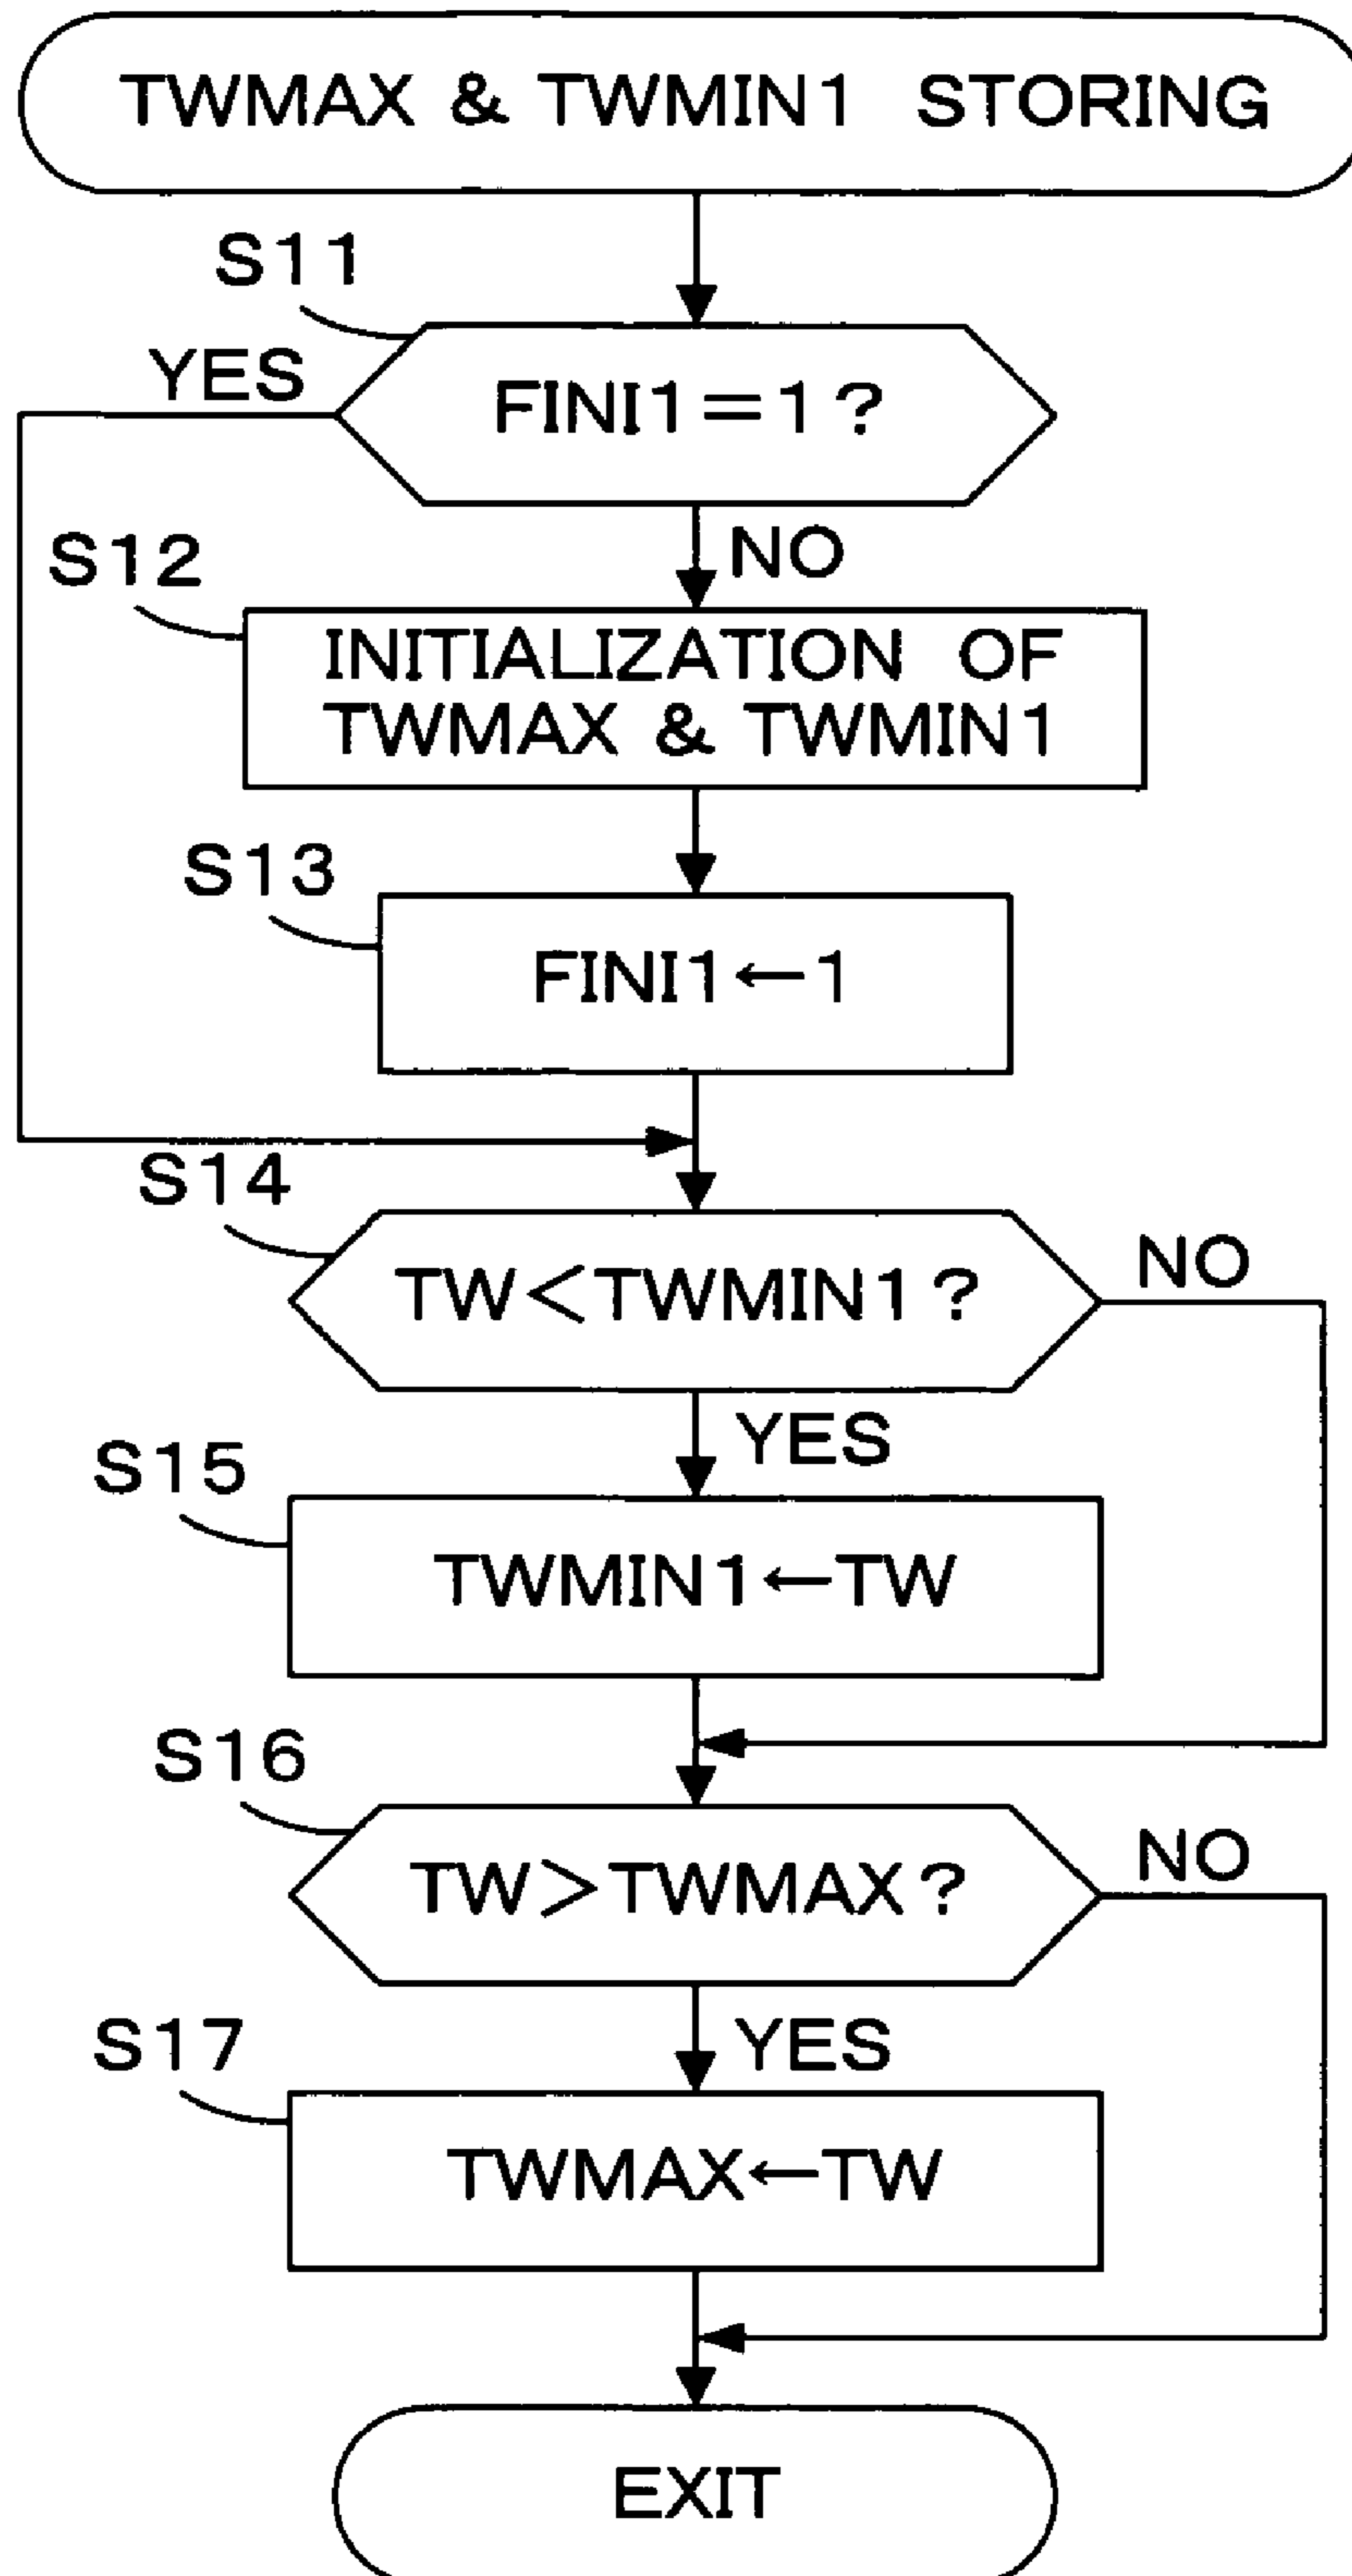 TWMAX & TWMIN1 STORING
S11
YES
FINI1=1?
NO
S12
INITIALIZATION OF
TWMAX & TWMIN1
S13
FINI1←1
S14
TW<TWMIN1?
NO
YES
S15
TWMIN1←TW
S16
TW>TWMAX?
NO
YES
S17
TWMAX←TW
EXIT